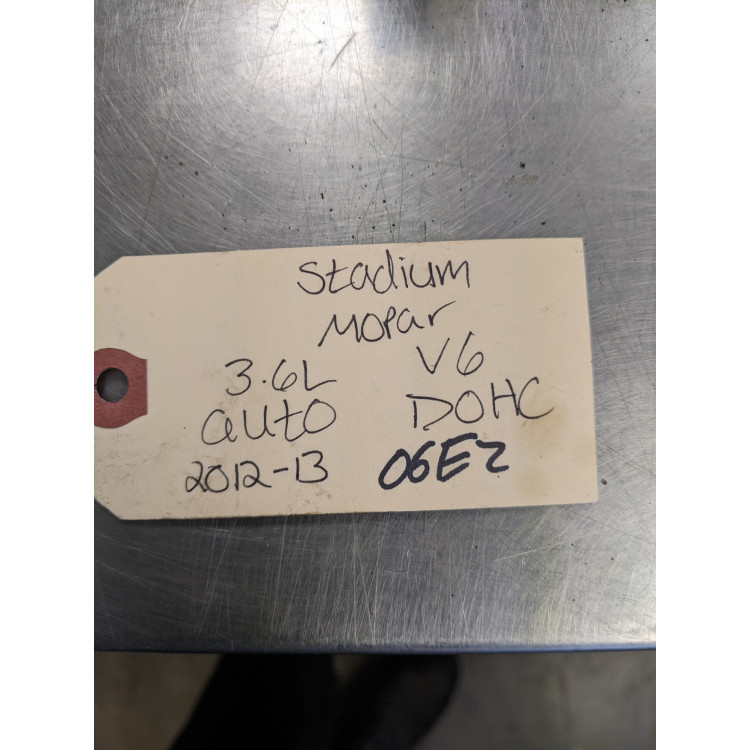 Stadium
Mopar
3.6L V6
auto DOHC
2012-13 06E2